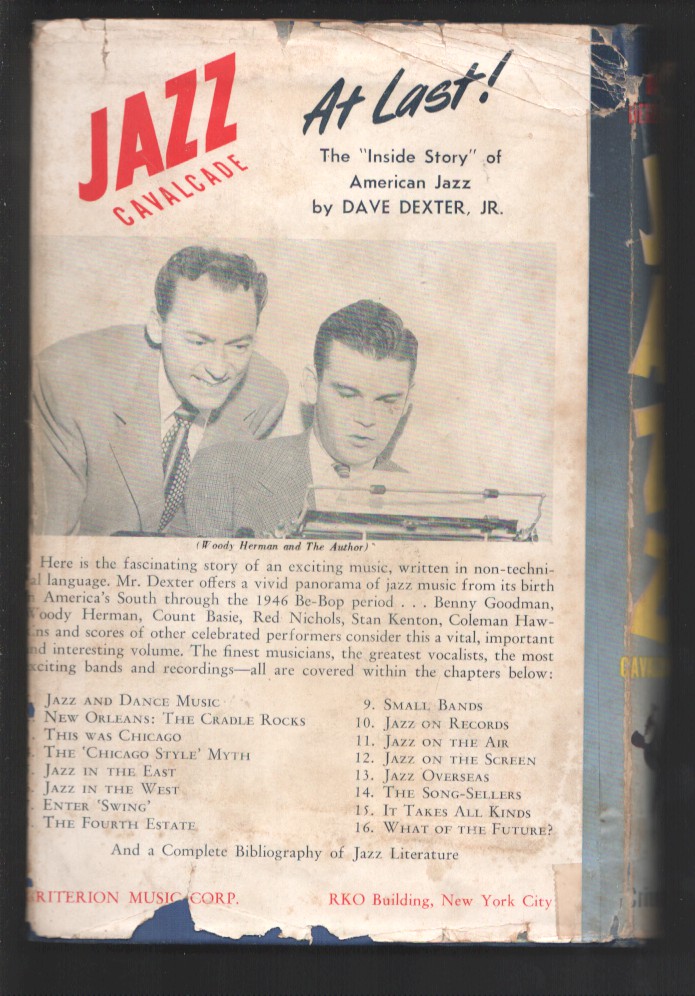 JAZZ
CAVALCADE
At Last!
The "Inside Story" of
American Jazz
by DAVE DEXTER, JR.
(Woody Herman and The Author)
Here is the fascinating story of an exciting music, written in non-techni-
al language. Mr. Dexter offers a vivid panorama of jazz music from its birth
n America's South through the 1946 Be-Bop period . . . Benny Goodman,
Woody Herman, Count Basie, Red Nichols, Stan Kenton, Coleman Haw-
ns and scores of other celebrated performers consider this a vital, important
nd interesting volume. The finest musicians, the greatest vocalists, the most
xciting bands and recordings—all are covered within the chapters below:
JAZZ AND DANCE MUSIC
NEW ORLEANS: THE CRADLE ROCKS
THIS WAS CHICAGO
THE 'CHICAGO STYLE' MYTH
JAZZ IN THE EAST
JAZZ IN THE WEST
ENTER 'SWING'
THE FOURTH ESTATE
9. SMALL BANDS
10. JAZZ ON RECORDS
11. JAZZ ON THE AIR
12. JAZZ ON THE SCREEN
13. JAZZ OVERSEAS
14. THE SONG-SELLERS
15. IT TAKES ALL KINDS
16. WHAT OF THE FUTURE?
And a Complete Bibliography of Jazz Literature
RITERION MUSIC CORP.
RKO Building, New York City
JAZZ
CAVAL